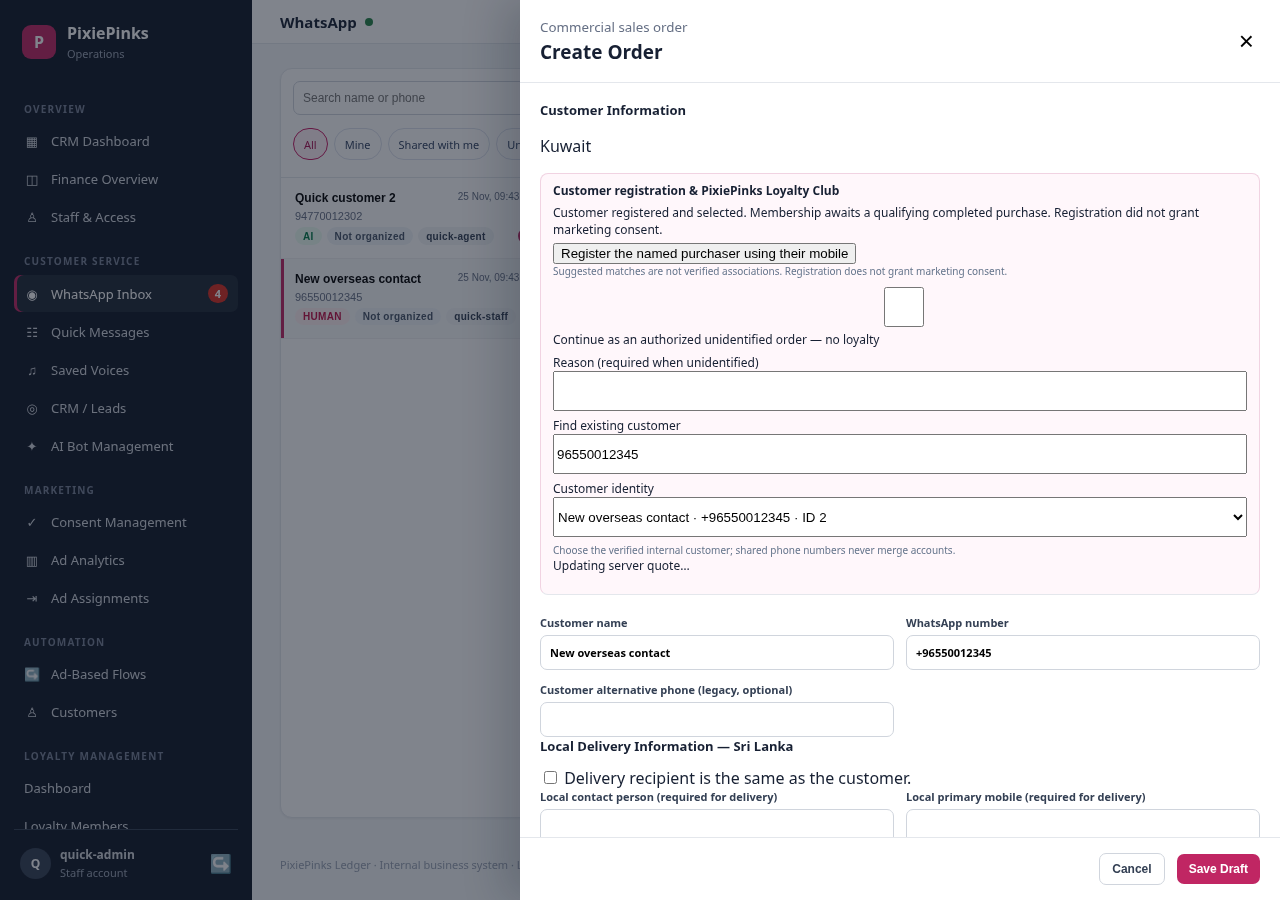 P
PixiePinks
Operations
OVERVIEW
CRM Dashboard
Finance Overview
Staff & Access
CUSTOMER SERVICE
WhatsApp Inbox
4
Quick Messages
Saved Voices
CRM / Leads
AI Bot Management
MARKETING
Consent Management
Ad Analytics
Ad Assignments
AUTOMATION
Ad-Based Flows
Customers
LOYALTY MANAGEMENT
Dashboard
Loyalty Members
Q
quick-admin
Staff account
WhatsApp
Search name or phone
All Mine Shared with me
Quick customer 2 25 Nov, 09:43
94770012302
AI Not organized quick-agent
New overseas contact 25 Nov, 09:43
96550012345
HUMAN Not organized quick-staff
PixiePinks Ledger · Internal business system ·
Commercial sales order
Create Order
Customer Information
Kuwait
Customer registration & PixiePinks Loyalty Club
Customer registered and selected. Membership awaits a qualifying completed purchase. Registration did not grant
marketing consent.
Register the named purchaser using their mobile
Suggested matches are not verified associations. Registration does not grant marketing consent.
Continue as an authorized unidentified order — no loyalty
Reason (required when unidentified)
Find existing customer
96550012345
Customer identity
New overseas contact · +96550012345 · ID 2
Choose the verified internal customer; shared phone numbers never merge accounts.
Updating server quote…
Customer name WhatsApp number
New overseas contact +96550012345
Customer alternative phone (legacy, optional)
Local Delivery Information — Sri Lanka
Delivery recipient is the same as the customer.
Local contact person (required for delivery) Local primary mobile (required for delivery)
Cancel Save Draft